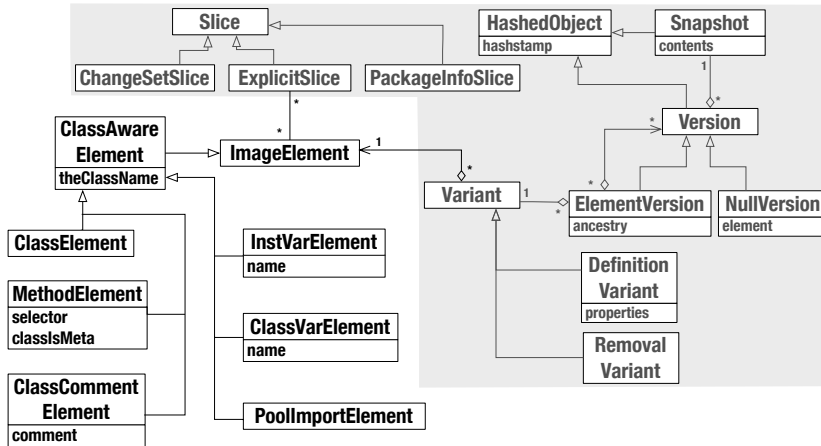 Slice
HashedObject
hashstamp
Snapshot
contents
ChangeSetSlice
ExplicitSlice
PackageInfoSlice
1
*
*
*
*
Version
ClassAware
Element
theClassName
ImageElement
1
*
*
Variant
1
*
ElementVersion
ancestry
NullVersion
element
ClassElement
InstVarElement
name
Definition
Variant
properties
MethodElement
selector
classIsMeta
ClassVarElement
name
Removal
Variant
ClassComment
Element
comment
PoolImportElement